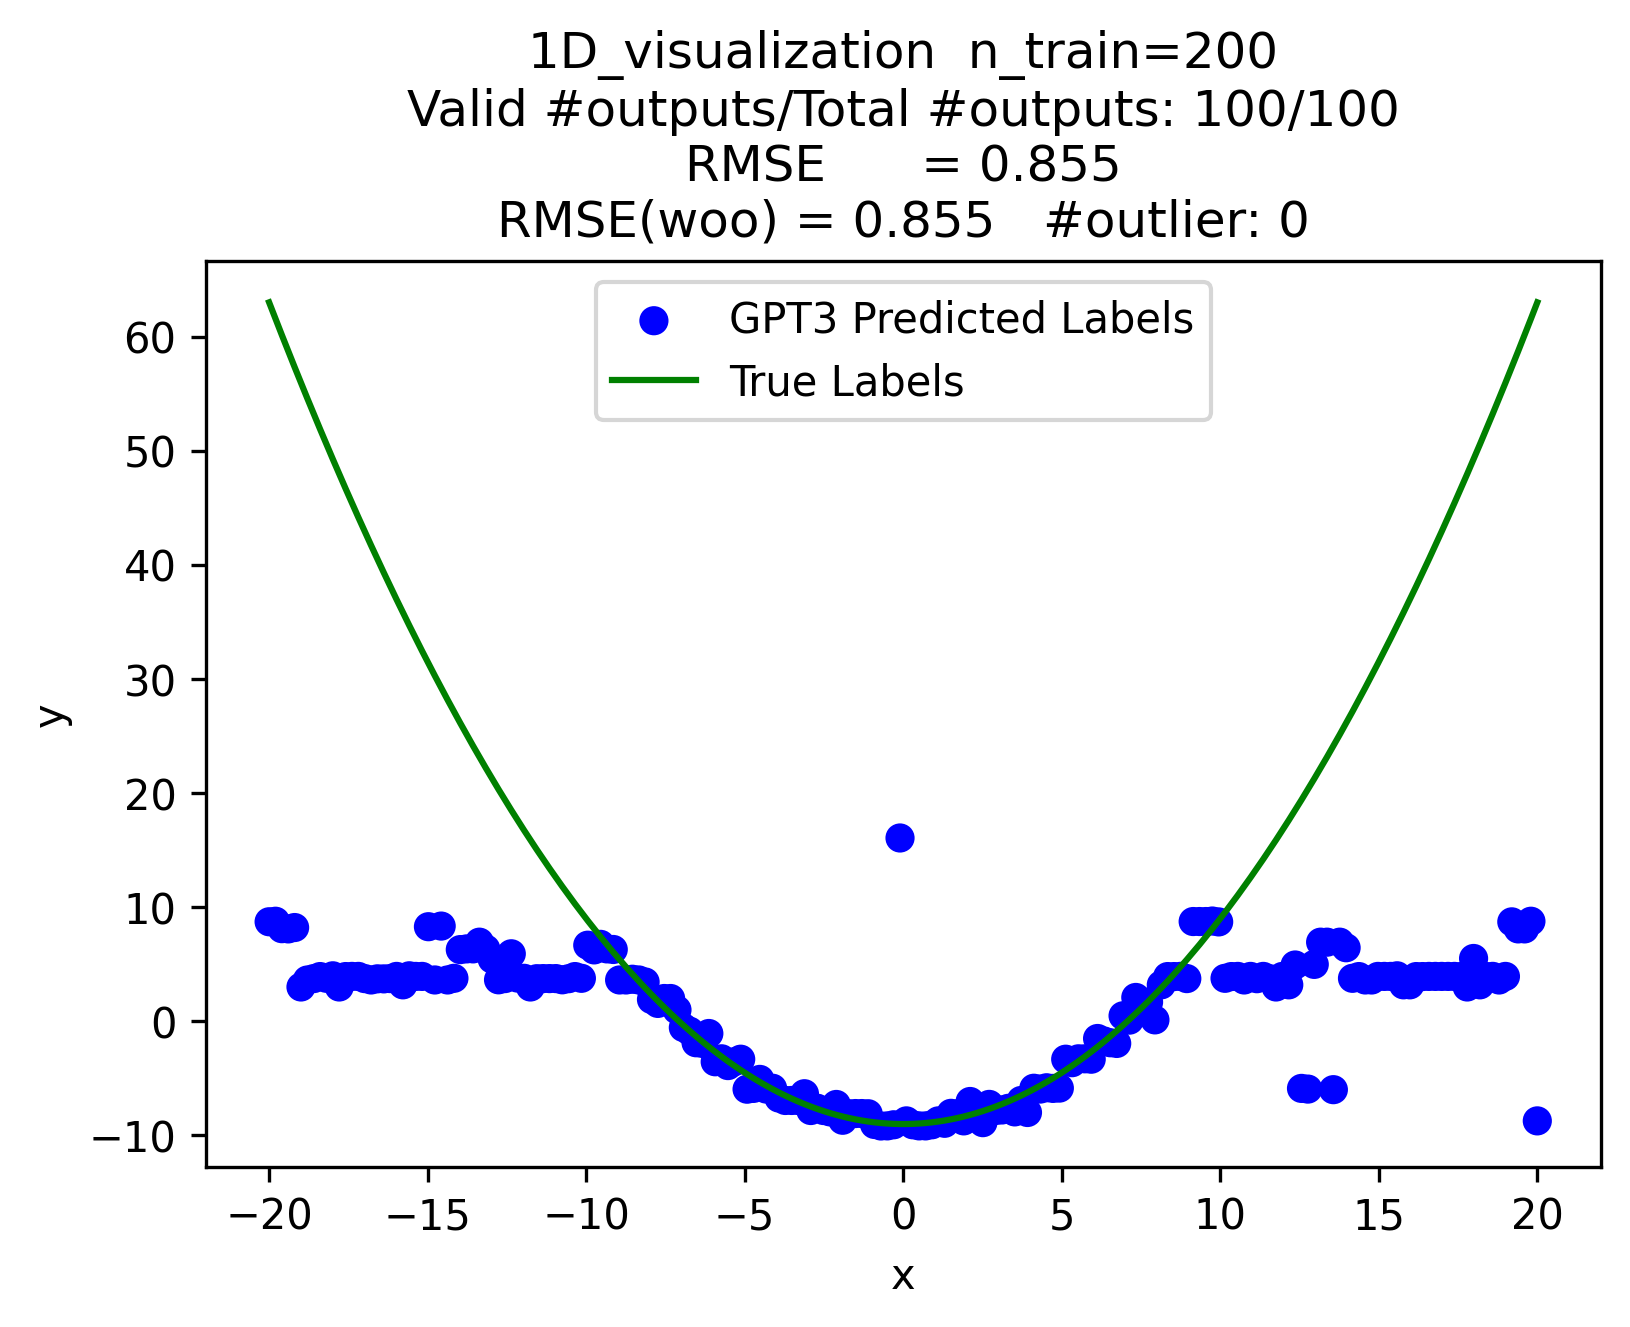 1D_visualization  n_train=200
Valid #outputs/Total #outputs: 100/100
RMSE      = 0.855
RMSE(woo) = 0.855   #outlier: 0
GPT3 Predicted Labels
True Labels
60
50
40
30
20
10
0
−10
y
−20 −15 −10 −5 0 5 10 15 20
x